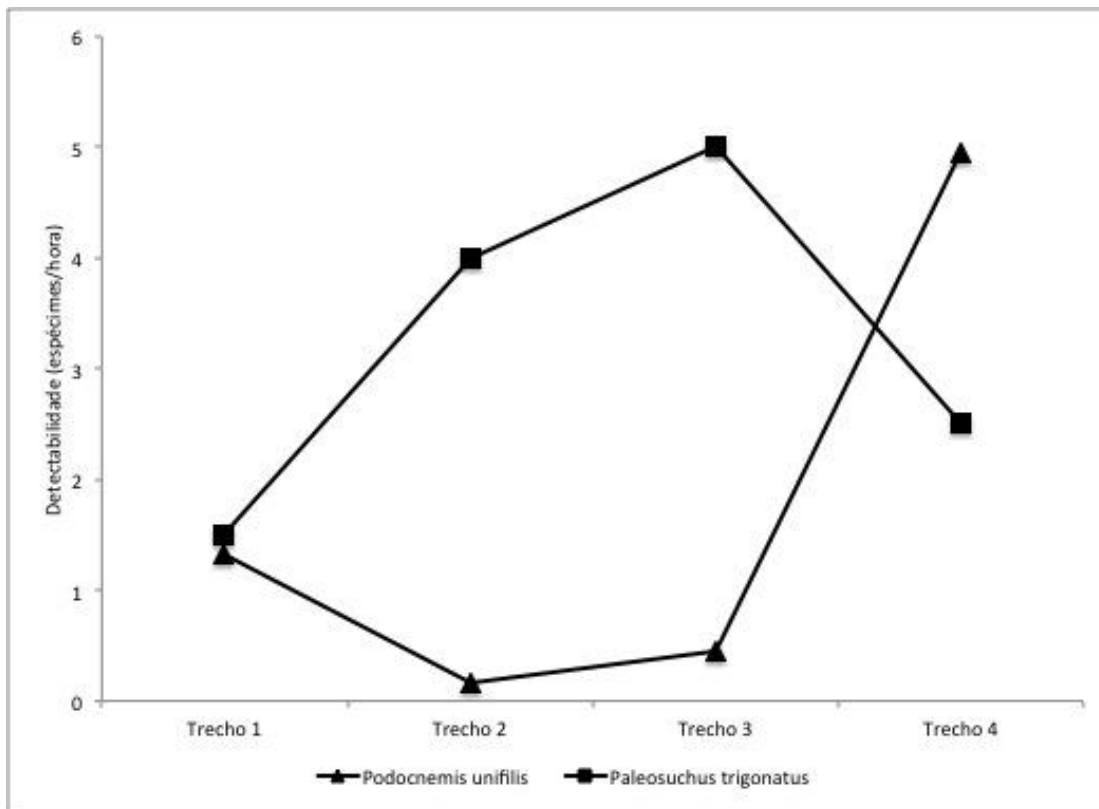 6
5
4
3
2
1
0
Detectabilidade (espécimes/hora)
Trecho 1 Trecho 2 Trecho 3 Trecho 4
Podocnemis unifilis Paleosuchus trigonatus